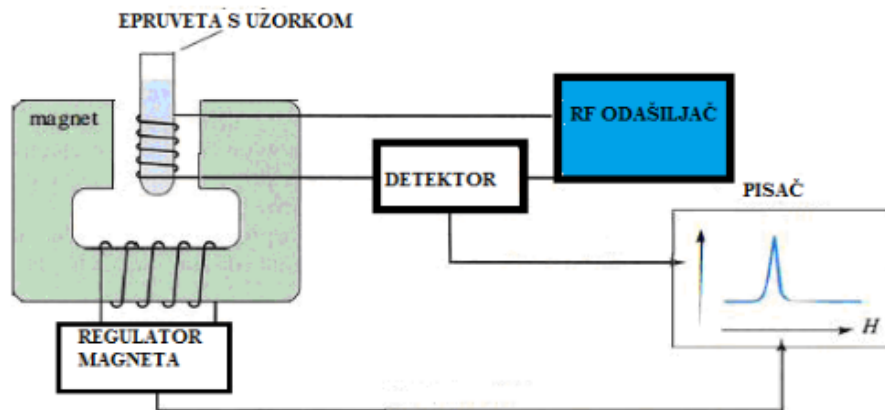 EPRUVETA S UZORKOM
magnet
RF ODAŠILJAČ
DETEKTOR
PISAČ
H
REGULATOR
MAGNETA